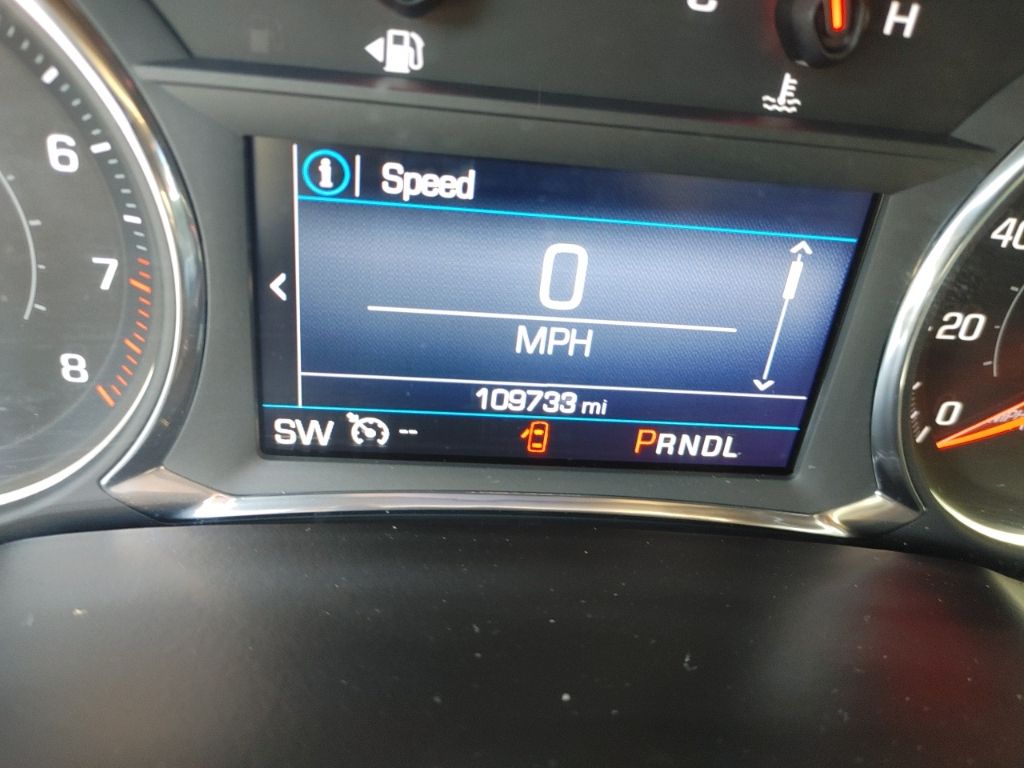 H
6
7
8
i Speed
0
MPH
109733 mi
SW -- PRNDL
40
20
0